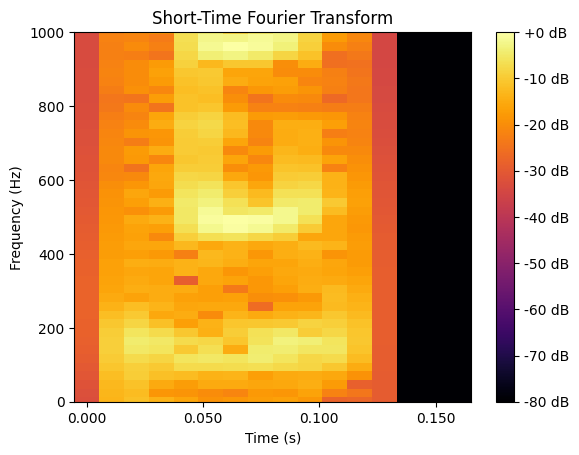 Short-Time Fourier Transform
1000
800
600
400
200
0
Frequency (Hz)
0.000
0.050
0.100
0.150
Time (s)
+0 dB
-10 dB
-20 dB
-30 dB
-40 dB
-50 dB
-60 dB
-70 dB
-80 dB